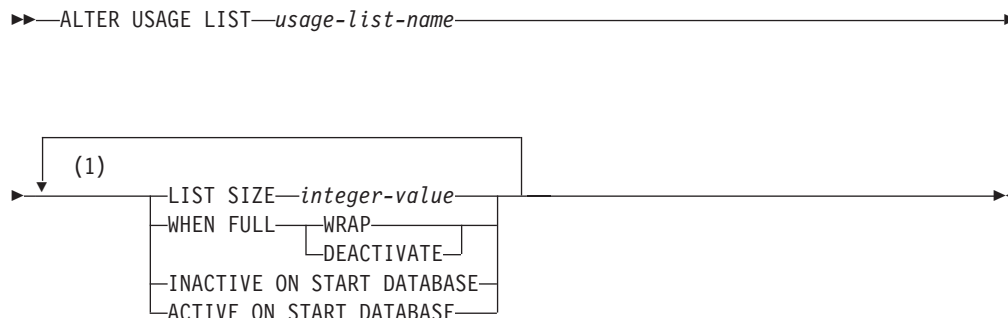 ALTER USAGE LIST usage-list-name
(1)
LIST SIZE integer-value
WHEN FULL WRAP
DEACTIVATE
INACTIVE ON START DATABASE
ACTIVE ON START DATABASE